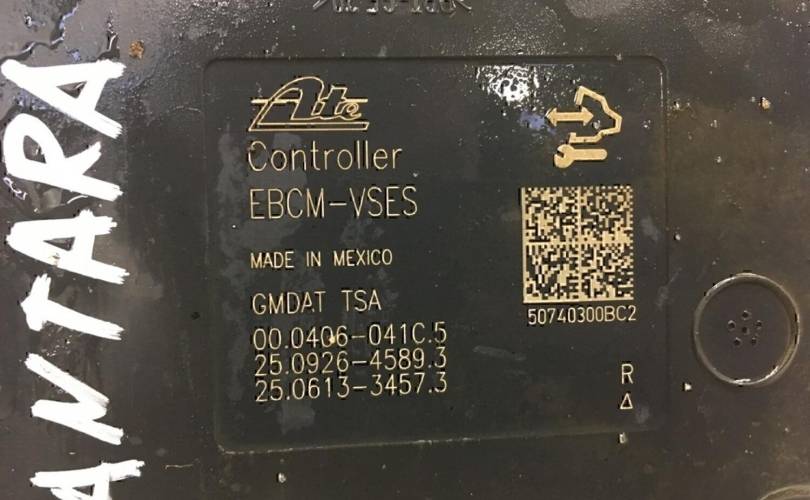 Ate
Controller
EBCM-VSES
MADE IN MEXICO
GMDAT TSA
00.0406-041C.5
25.0926-4589.3
25.0613-3457.3
50740300BC2
R
ANTARA